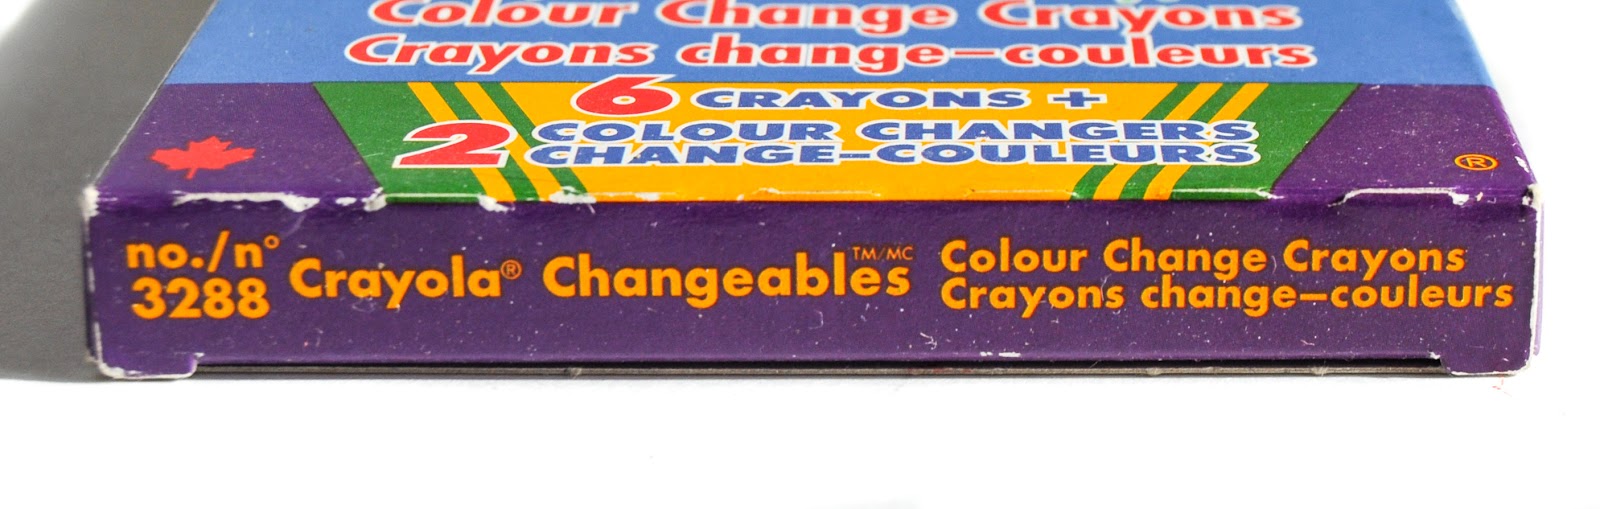 Colour Change Crayons
Crayons change-couleurs
6 CRAYONS +
2 COLOUR CHANGERS
CHANGE-COULEURS
®
no./n°
3288
Crayola® Changeables™/MC
Colour Change Crayons
Crayons change-couleurs